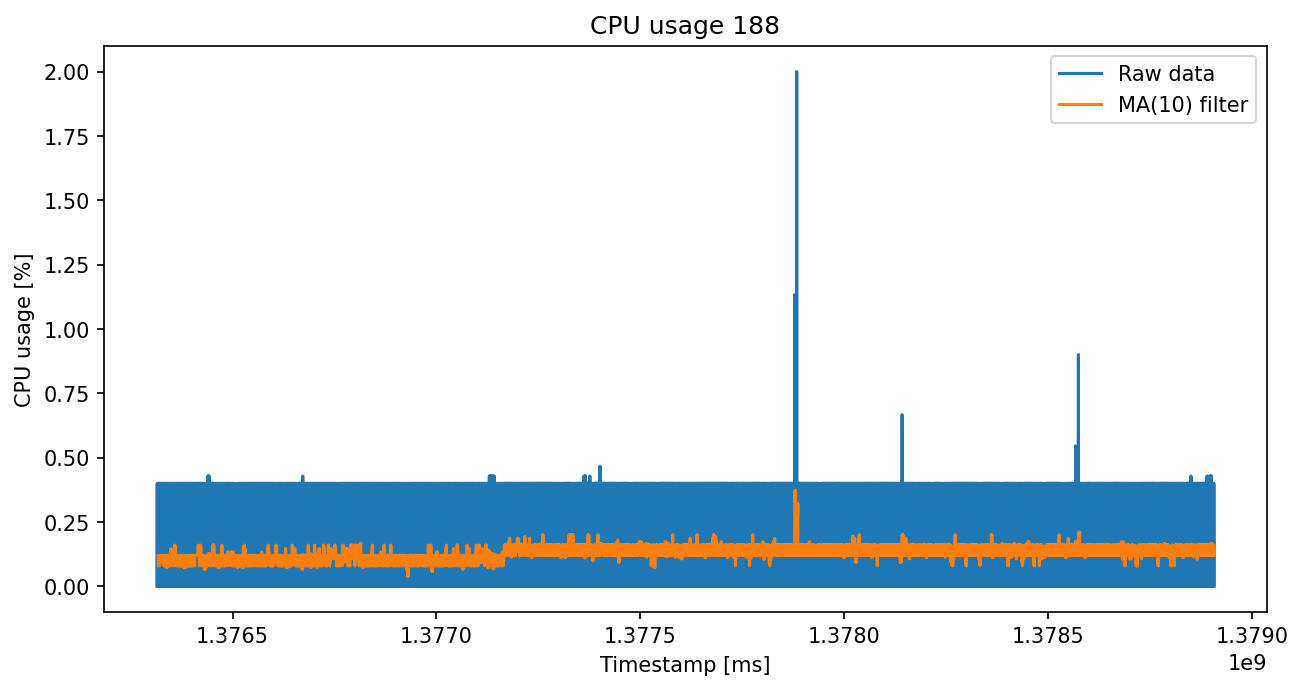 CPU usage 188
Raw data
MA(10) filter
CPU usage [%]
2.00
1.75
1.50
1.25
1.00
0.75
0.50
0.25
0.00
1.3765 1.3770 1.3775 1.3780 1.3785 1.3790
1e9
Timestamp [ms]